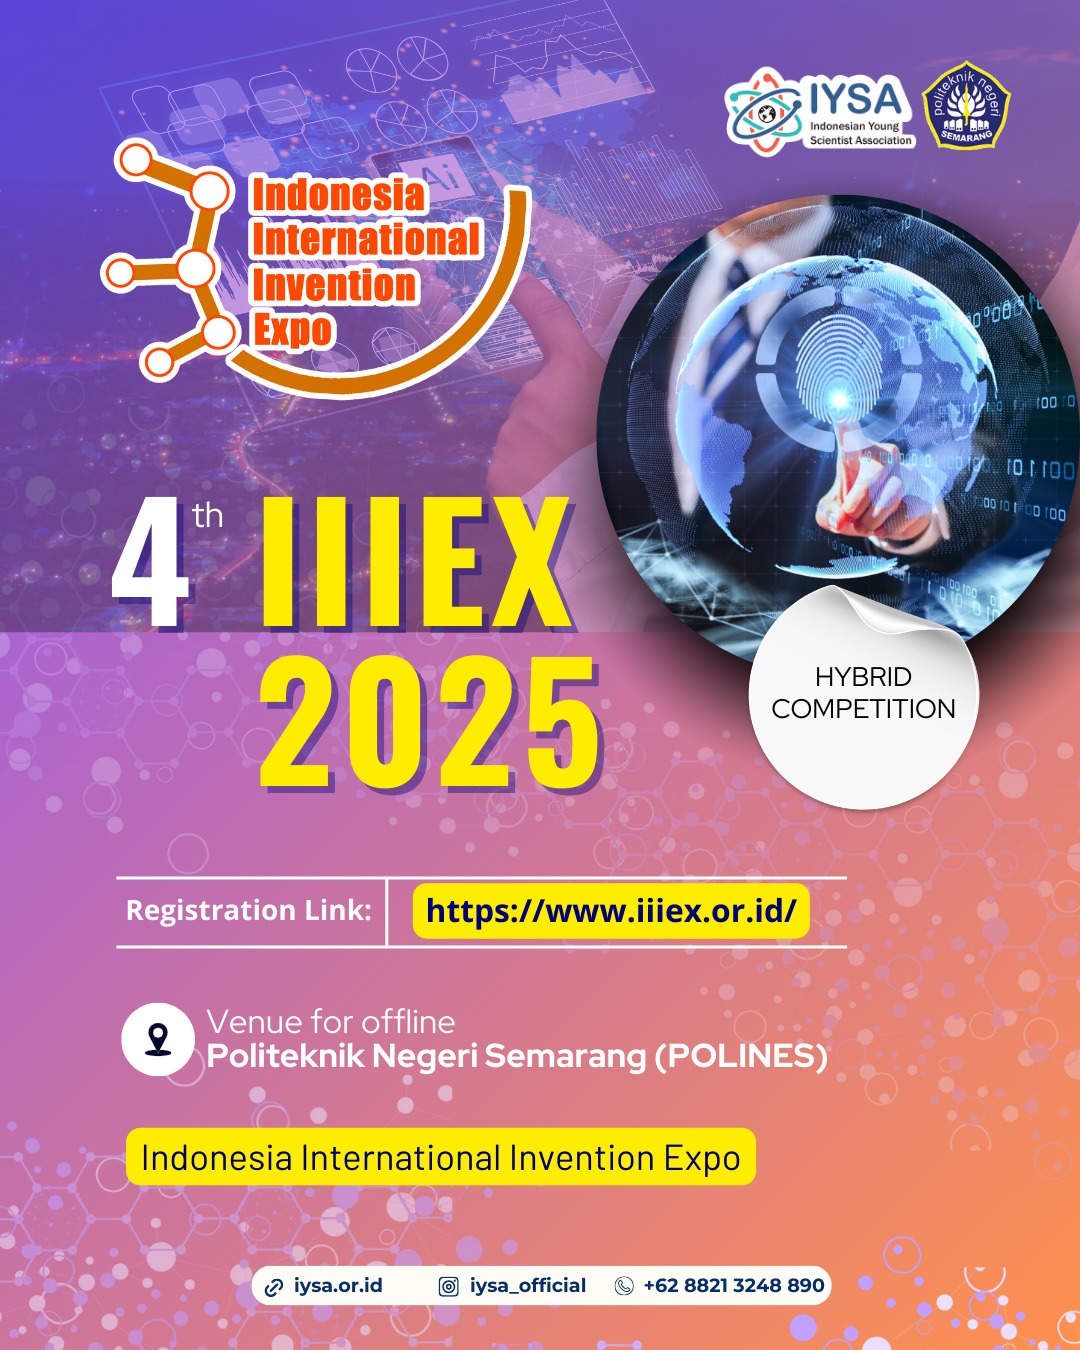 IYSA
Indonesian Young
Scientist Association
politeknik negeri
SEMARANG
Ai
Indonesia
International
Invention
Expo
4th IIIEX
2025
HYBRID
COMPETITION
Registration Link: https://www.iiiex.or.id/
Venue for offline
Politeknik Negeri Semarang (POLINES)
Indonesia International Invention Expo
iysa.or.id iysa_official +62 8821 3248 890